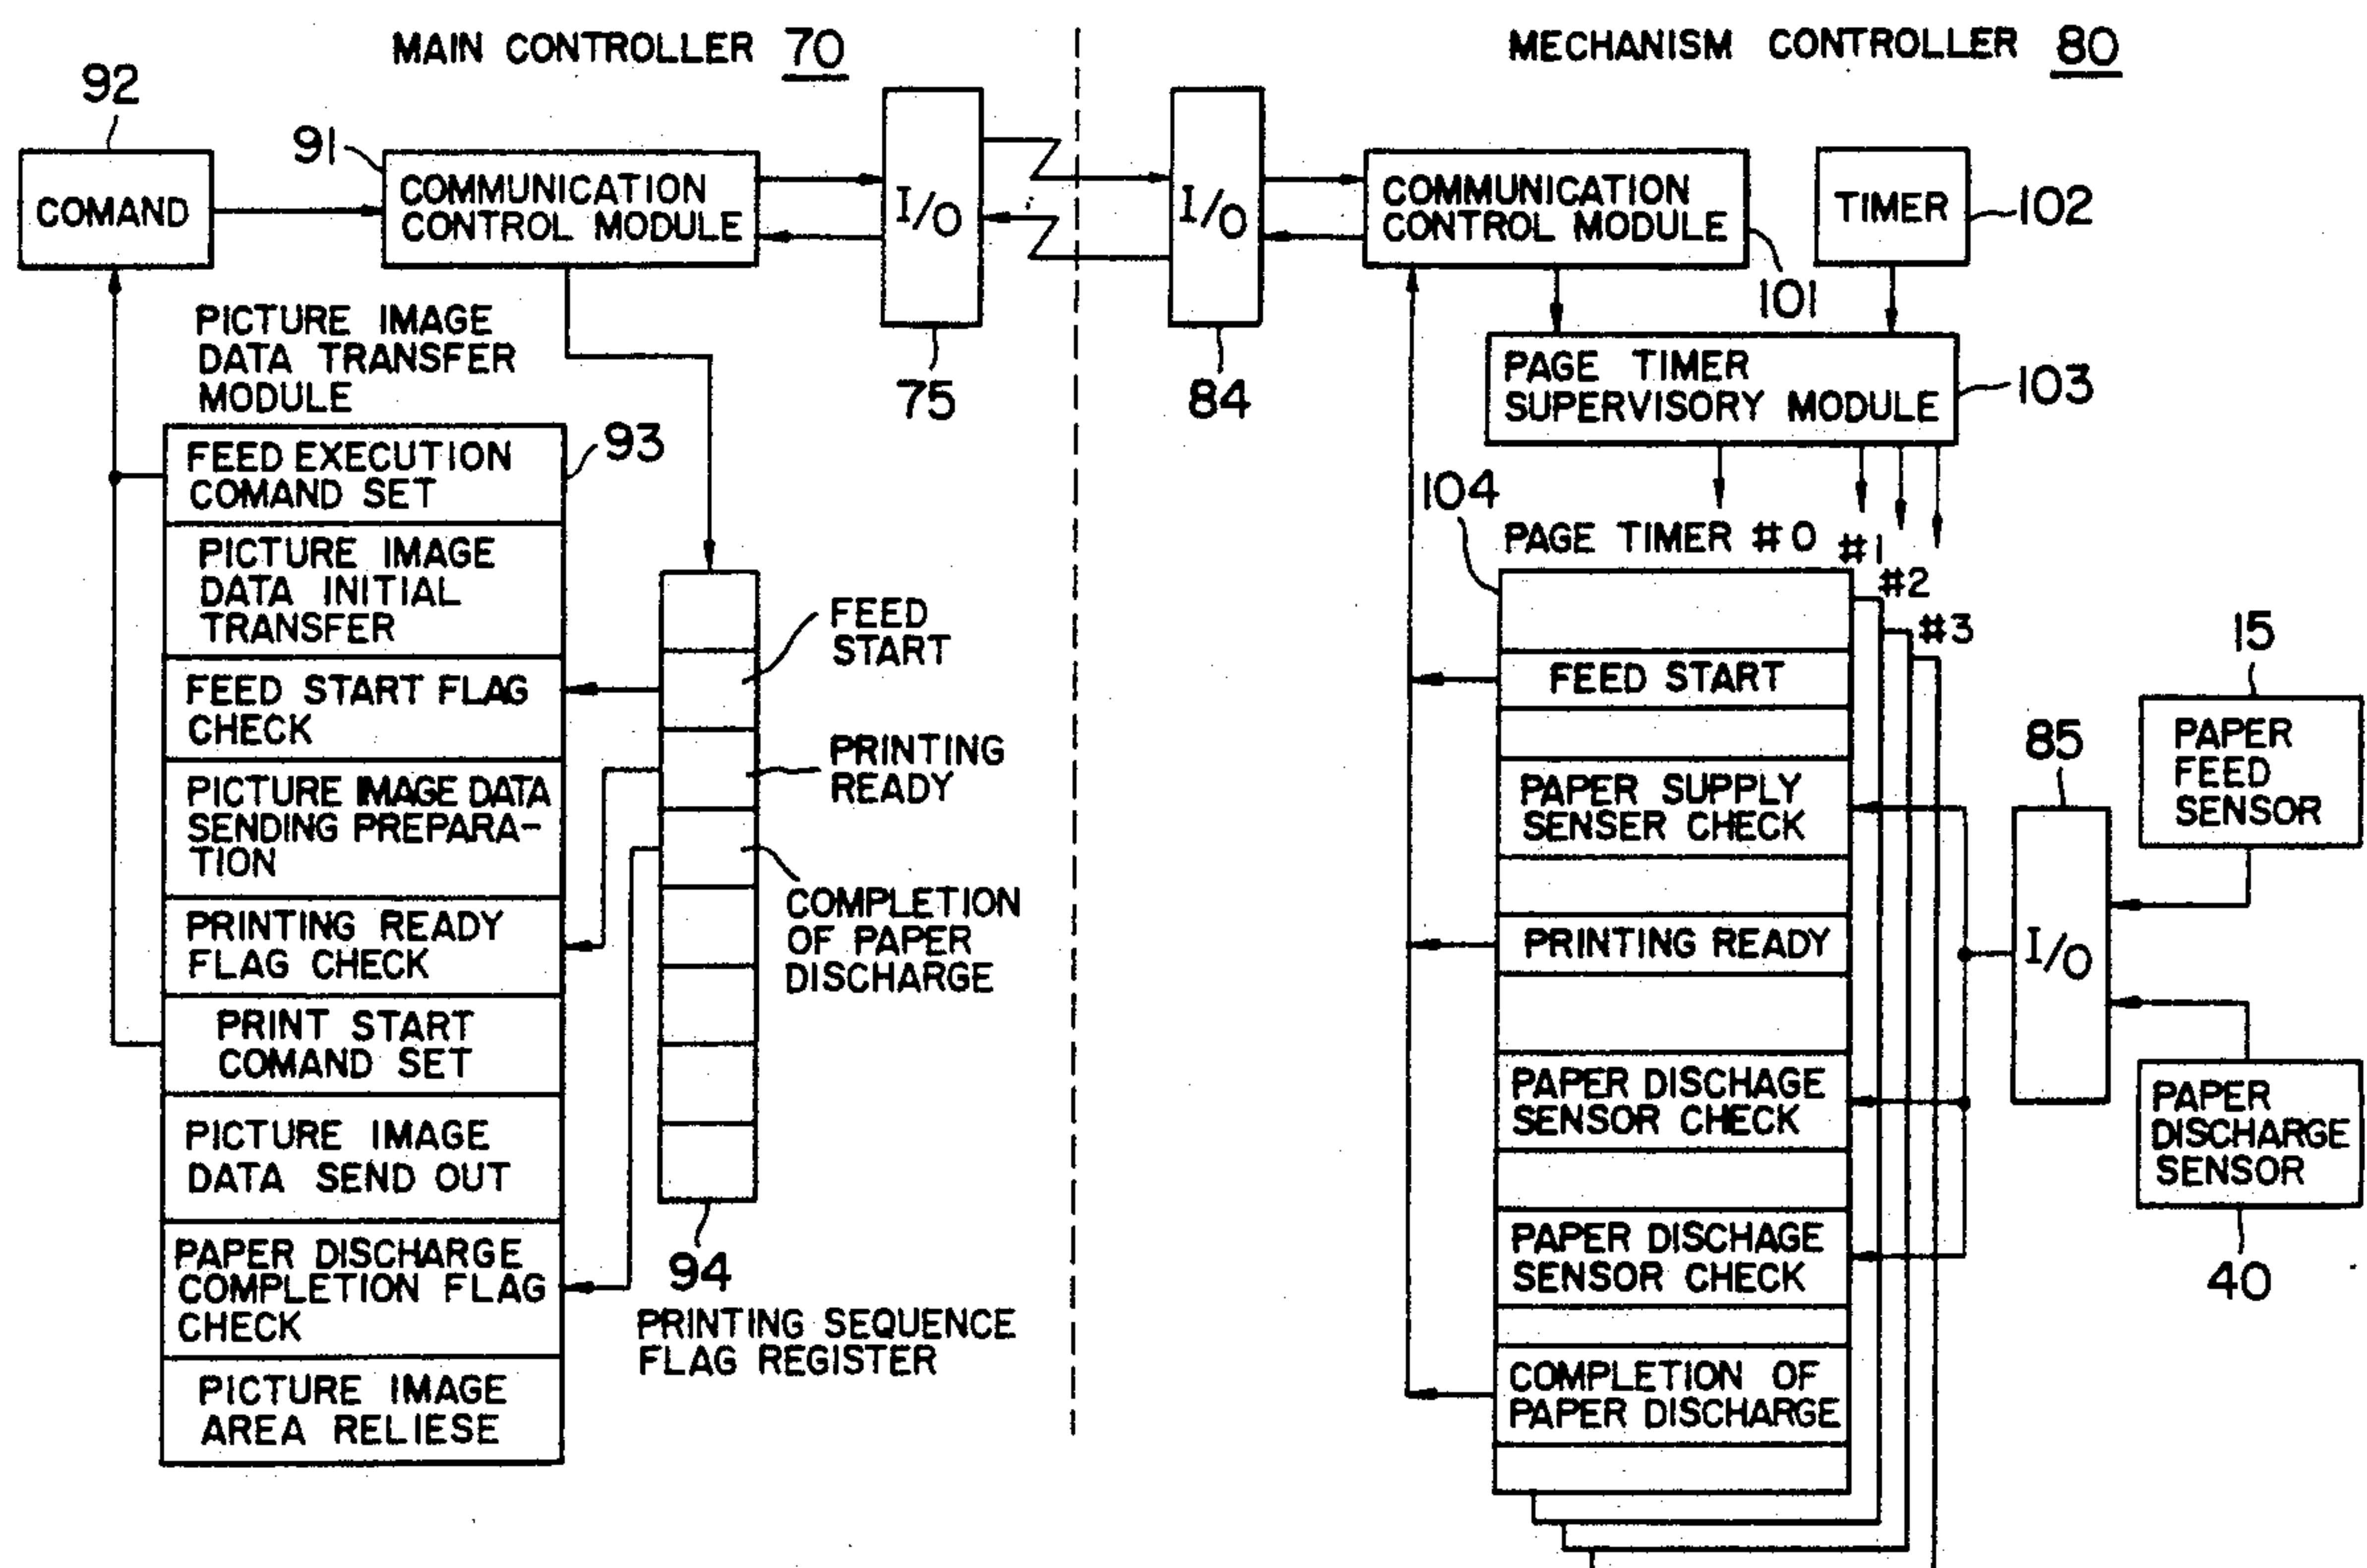 MAIN CONTROLLER 70
MECHANISM CONTROLLER 80
92
COMAND
91
COMMUNICATION
CONTROL MODULE
I/O
75
I/O
84
COMMUNICATION
CONTROL MODULE
101
TIMER
102
PAGE TIMER
SUPERVISORY MODULE
103
PICTURE IMAGE
DATA TRANSFER
MODULE
93
FEED EXECUTION
COMAND SET
PICTURE IMAGE
DATA INITIAL
TRANSFER
FEED START FLAG
CHECK
PICTURE IMAGE DATA
SENDING PREPARA-
TION
PRINTING READY
FLAG CHECK
PRINT START
COMAND SET
PICTURE IMAGE
DATA SEND OUT
PAPER DISCHARGE
COMPLETION FLAG
CHECK
PICTURE IMAGE
AREA RELIESE
FEED
START
PRINTING
READY
COMPLETION
OF PAPER
DISCHARGE
94
PRINTING SEQUENCE
FLAG REGISTER
104
PAGE TIMER #0
#1
#2
#3
FEED START
PAPER SUPPLY
SENSER CHECK
PRINTING READY
PAPER DISCHAGE
SENSOR CHECK
PAPER DISCHAGE
SENSOR CHECK
COMPLETION OF
PAPER DISCHARGE
85
I/O
15
PAPER
FEED
SENSOR
PAPER
DISCHARGE
SENSOR
40